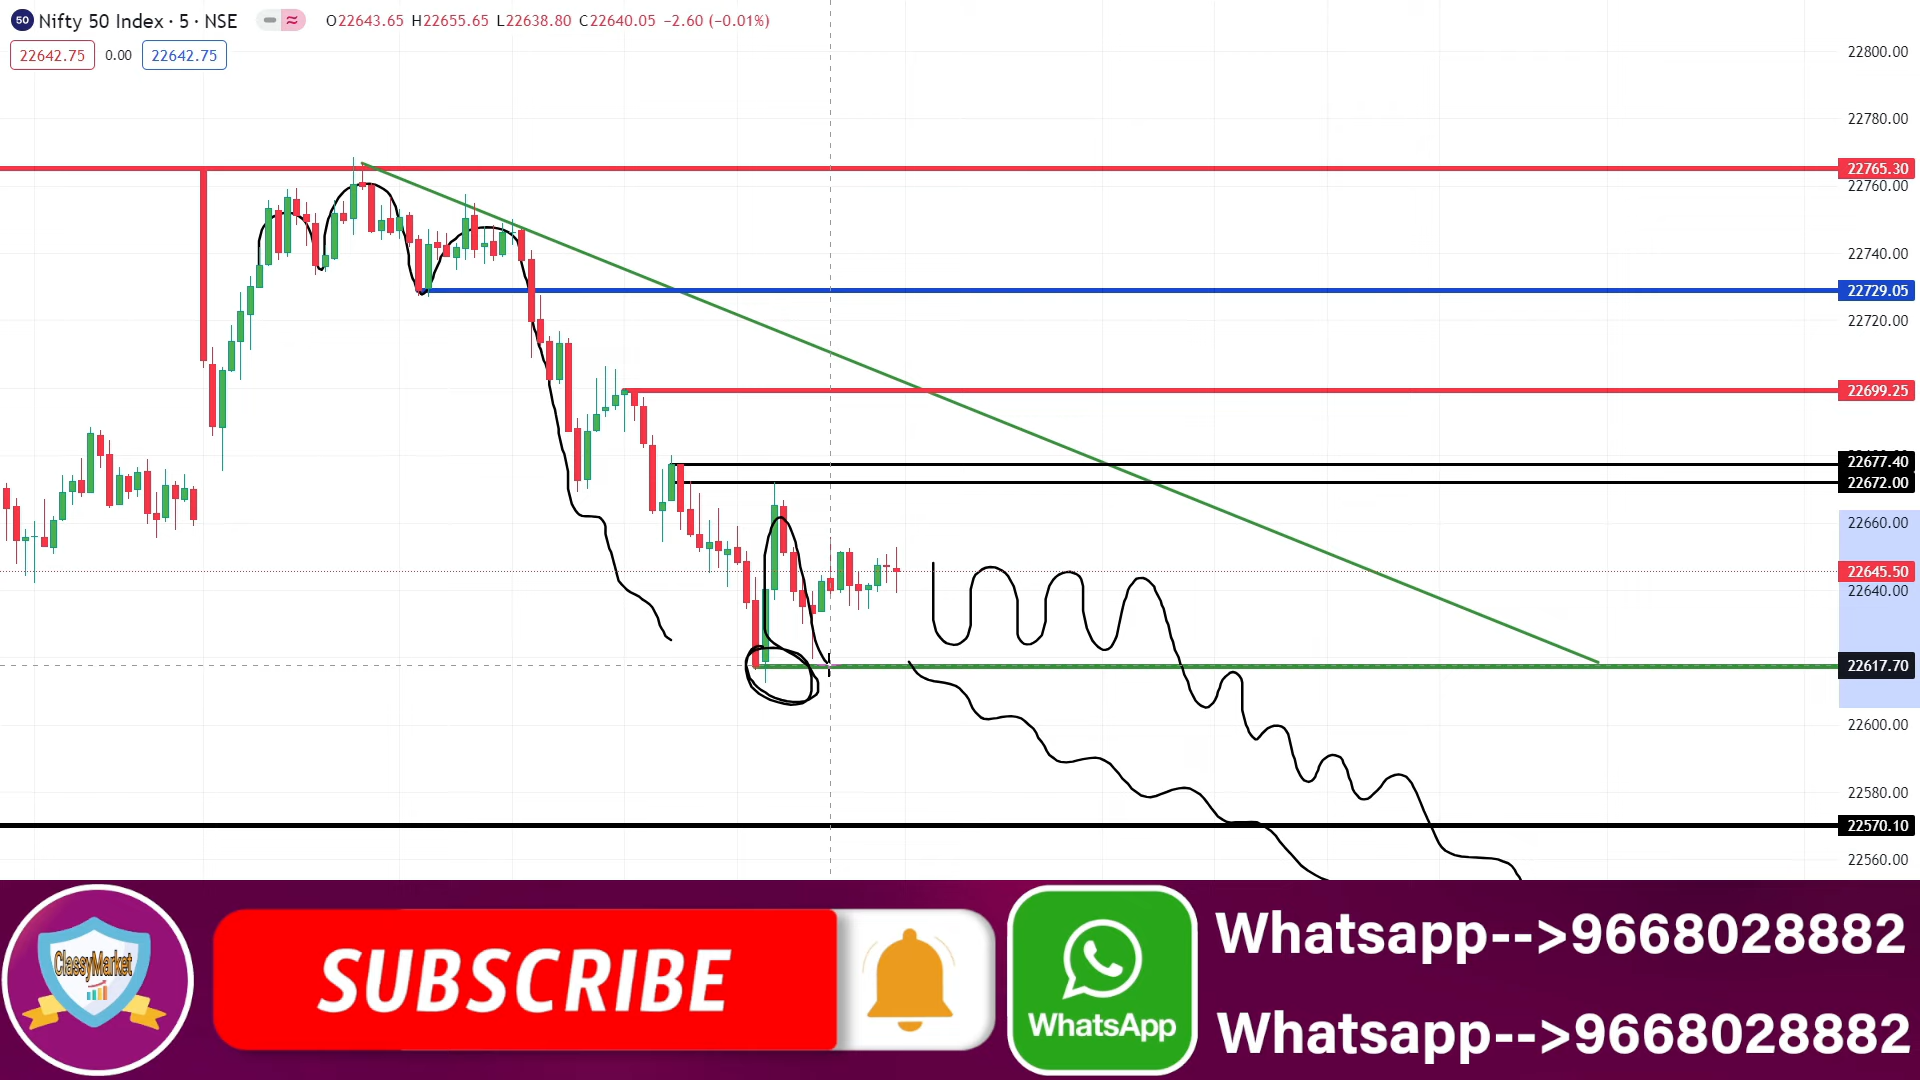 50 Nifty 50 Index · 5 · NSE O22643.65 H22655.65 L22638.80 C22640.05 −2.60 (−0.01%)
22642.75 0.00 22642.75
22800.00
22780.00
22765.30
22760.00
22740.00
22729.05
22720.00
22699.25
22677.40
22672.00
22660.00
22645.50
22640.00
22617.70
22600.00
22580.00
22570.10
22560.00
ClassyMarket
SUBSCRIBE
WhatsApp
Whatsapp-->9668028882
Whatsapp-->9668028882